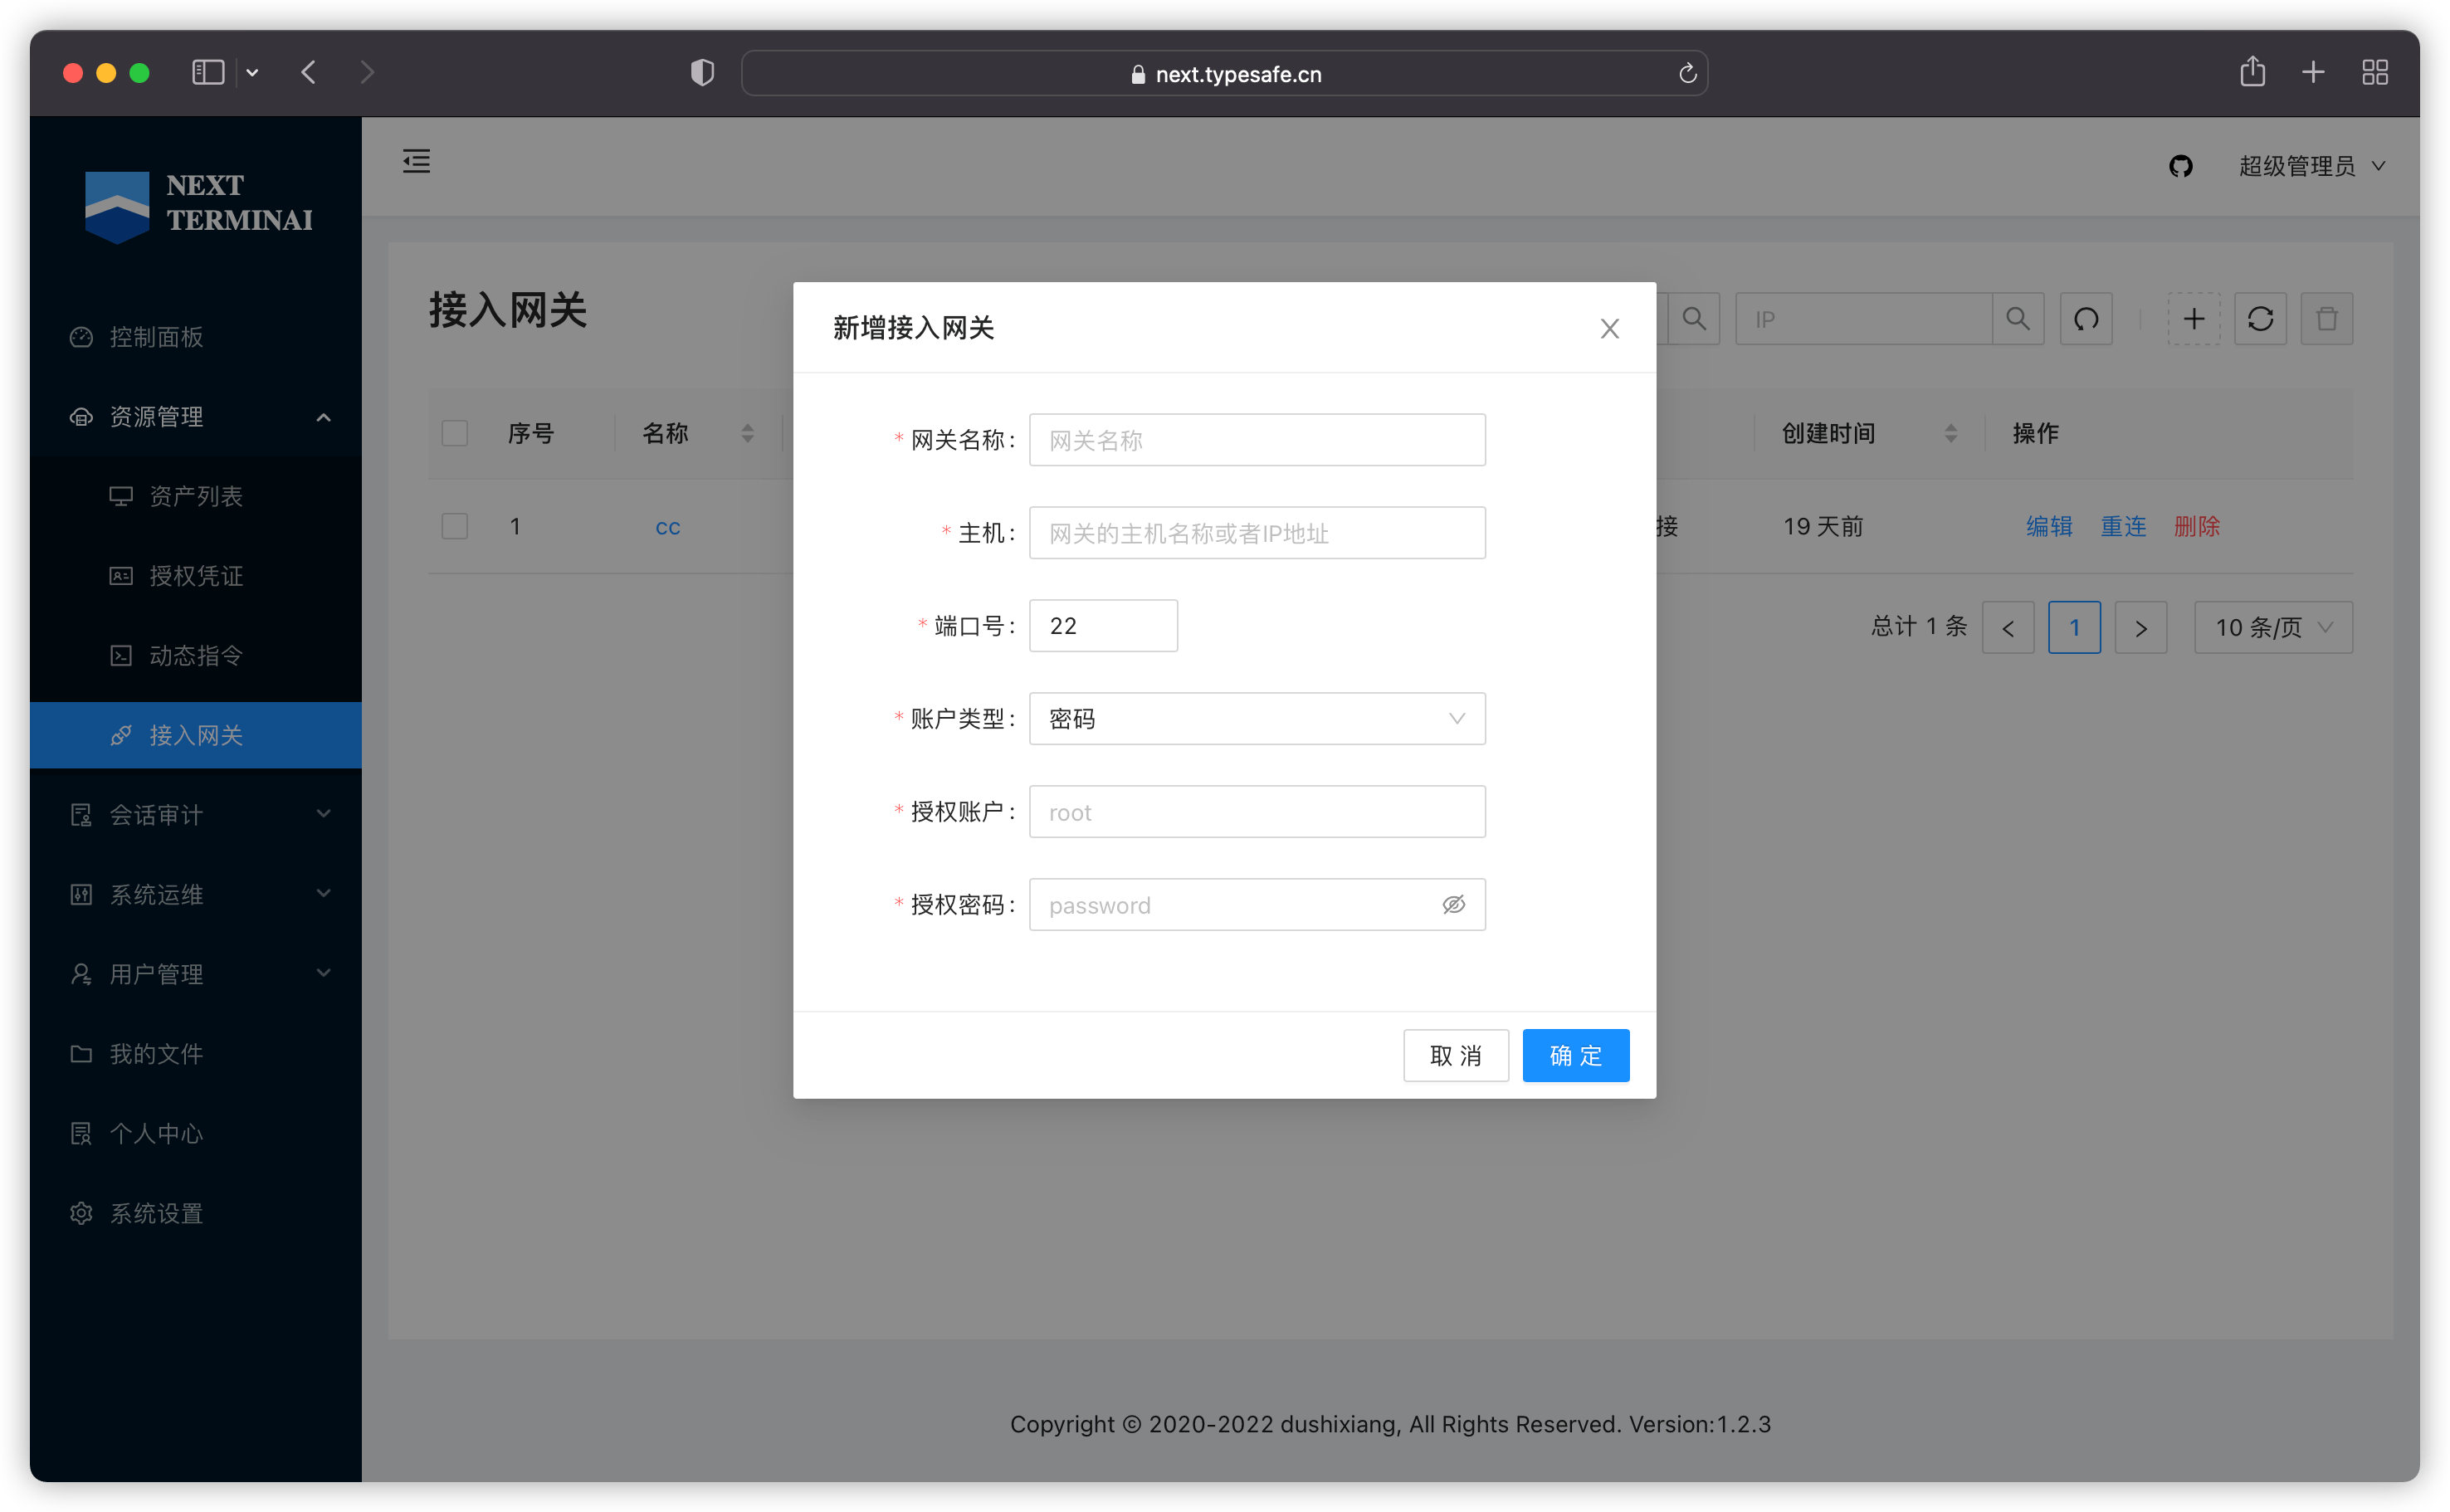 next.typesafe.cn
NEXT
TERMINAI
超级管理员
控制面板
资源管理
资产列表
授权凭证
动态指令
接入网关
会话审计
系统运维
用户管理
我的文件
个人中心
系统设置
接入网关
IP
序号 名称 创建时间 操作
1 cc 接 19 天前 编辑 重连 删除
总计 1 条 1 10 条/页
新增接入网关
* 网关名称: 网关名称
* 主机: 网关的主机名称或者IP地址
* 端口号: 22
* 账户类型: 密码
* 授权账户: root
* 授权密码: password
取 消 确 定
Copyright © 2020-2022 dushixiang, All Rights Reserved. Version:1.2.3